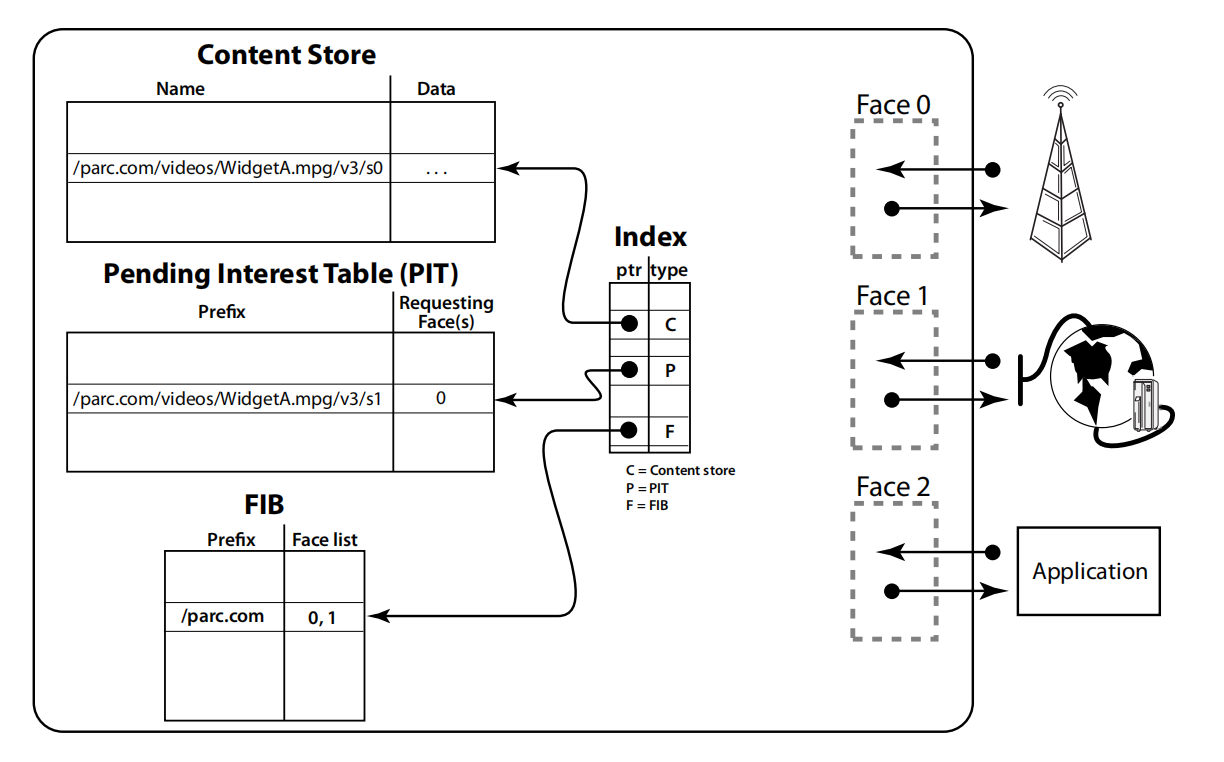 Content Store
Name Data
/parc.com/videos/WidgetA.mpg/v3/s0 ...
Pending Interest Table (PIT)
Prefix Requesting
Face(s)
/parc.com/videos/WidgetA.mpg/v3/s1 0
FIB
Prefix Face list
/parc.com 0, 1
Index
ptr type
C
P
F
C = Content store
P = PIT
F = FIB
Face 0
Face 1
Face 2
Application